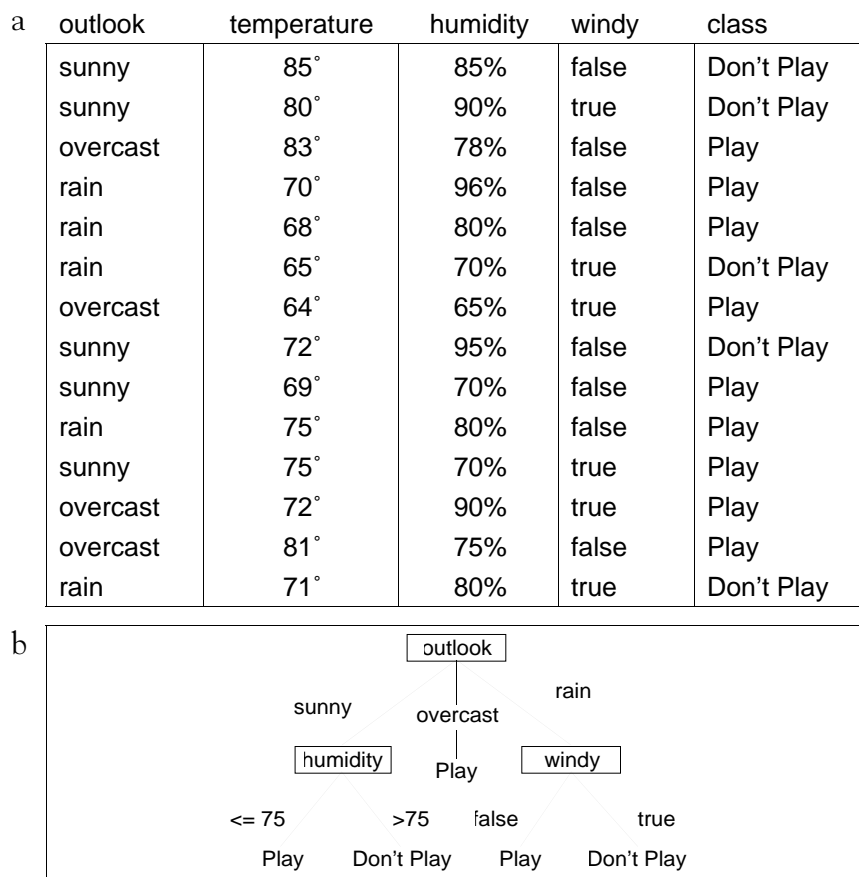 a outlook temperature humidity windy class
sunny 85° 85% false Don't Play
sunny 80° 90% true Don't Play
overcast 83° 78% false Play
rain 70° 96% false Play
rain 68° 80% false Play
rain 65° 70% true Don't Play
overcast 64° 65% true Play
sunny 72° 95% false Don't Play
sunny 69° 70% false Play
rain 75° 80% false Play
sunny 75° 70% true Play
overcast 72° 90% true Play
overcast 81° 75% false Play
rain 71° 80% true Don't Play
b outlook
sunny overcast rain
humidity Play windy
<= 75 >75 false true
Play Don't Play Play Don't Play